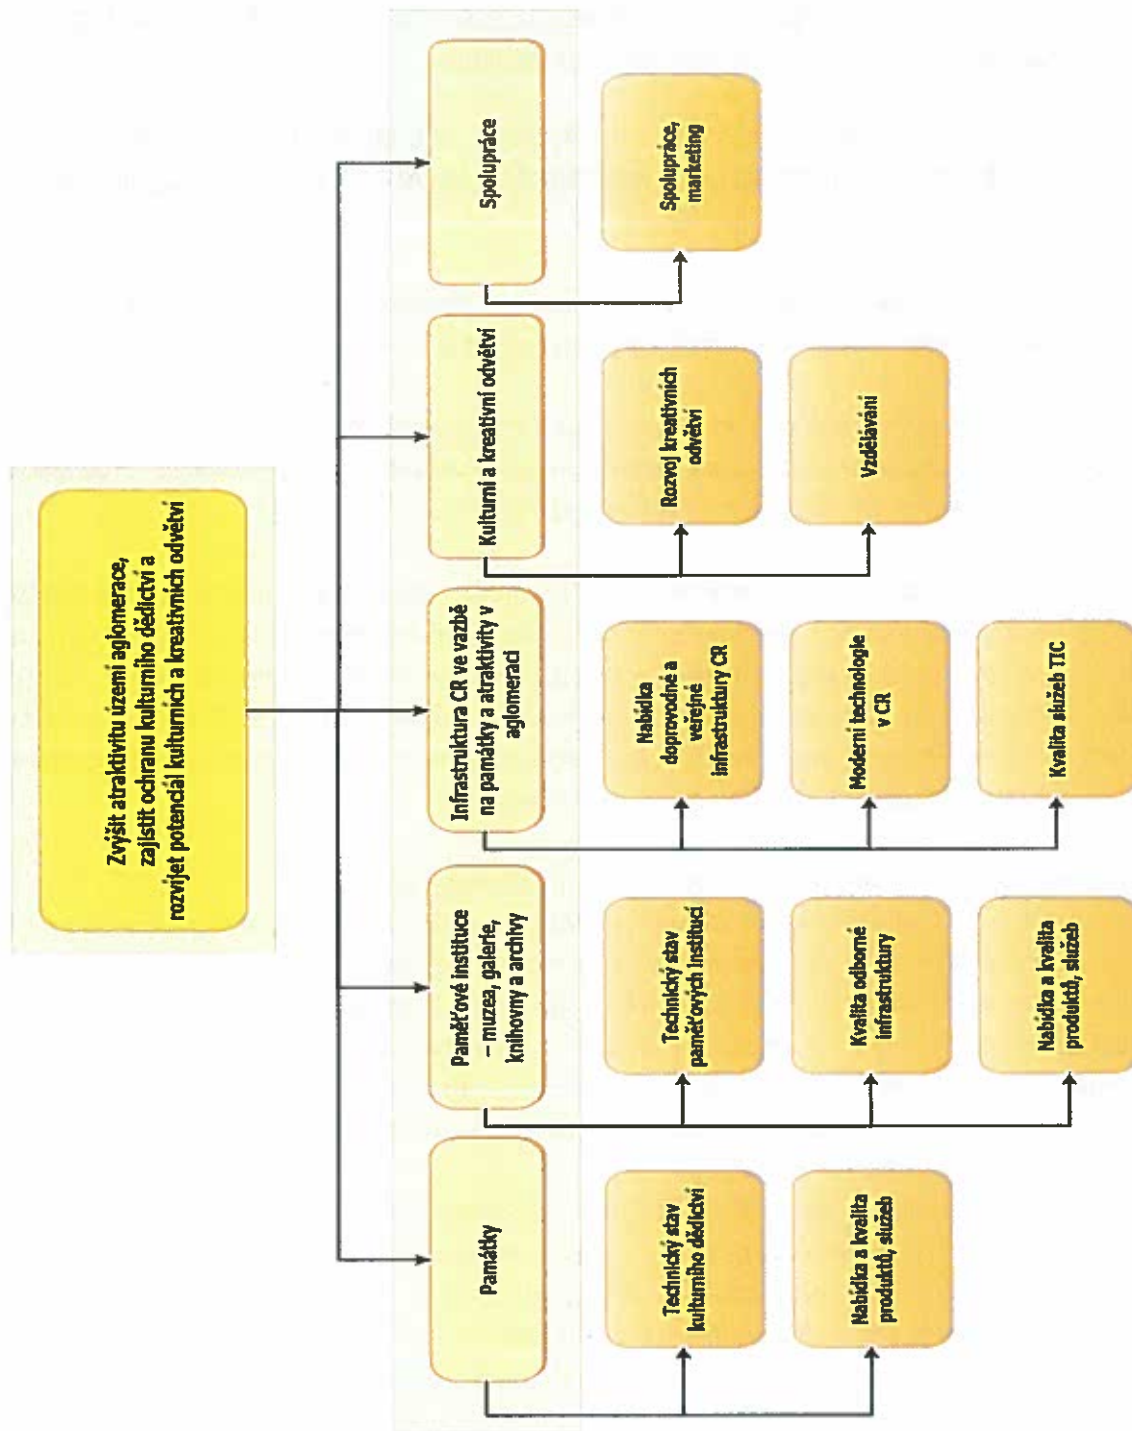 Zvýšit atraktivitu území aglomerace,
zajistit ochranu kulturního dědictví a
rozvíjet potenciál kulturních a kreativních odvětví
Památky
Paměťové instituce
– muzea, galerie,
knihovny a archivy
Infrastruktura CR ve vazbě
na památky a atraktivity v
aglomeraci
Kulturní a kreativní odvětví
Spolupráce
Technický stav
kulturního dědictví
Nabídka a kvalita
produktů, služeb
Technický stav
paměťových institucí
Kvalita odborné
infrastruktury
Nabídka a kvalita
produktů, služeb
Nabídka
doprovodné a
veřejné
infrastruktury CR
Moderní technologie
v CR
Kvalita služeb TIC
Rozvoj kreativních
odvětví
Vzdělávání
Spolupráce,
marketing